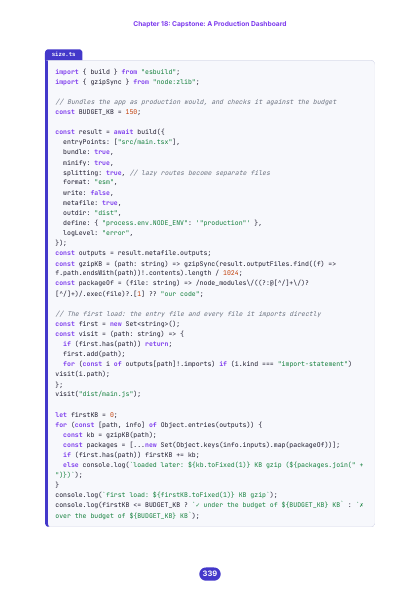 Chapter 18: Capstone: A Production Dashboard
size.ts
import { build } from "esbuild";
import { gzipSync } from "node:zlib";
// Bundles the app as production would, and checks it against the budget
const BUDGET_KB = 150;
const result = await build({
  entryPoints: ["src/main.tsx"],
  bundle: true,
  minify: true,
  splitting: true, // lazy routes become separate files
  format: "esm",
  write: false,
  metafile: true,
  outdir: "dist",
  define: { "process.env.NODE_ENV": '"production"' },
  logLevel: "error",
});
const outputs = result.metafile.outputs;
const gzipKB = (path: string) => gzipSync(result.outputFiles.find((f) =>
f.path.endsWith(path))!.contents).length / 1024;
const packageOf = (file: string) => /node_modules\/((?:@[^/]+\/)?
[^/]+)/.exec(file)?.[1] ?? "our code";
// The first load: the entry file and every file it imports directly
const first = new Set<string>();
const visit = (path: string) => {
  if (first.has(path)) return;
  first.add(path);
  for (const i of outputs[path]!.imports) if (i.kind === "import-statement")
visit(i.path);
};
visit("dist/main.js");
let firstKB = 0;
for (const [path, info] of Object.entries(outputs)) {
  const kb = gzipKB(path);
  const packages = [...new Set(Object.keys(info.inputs).map(packageOf))];
  if (first.has(path)) firstKB += kb;
  else console.log(`loaded later: ${kb.toFixed(1)} KB gzip (${packages.join(" +
")})`);
}
console.log(`first load: ${firstKB.toFixed(1)} KB gzip`);
console.log(firstKB <= BUDGET_KB ? `✓ under the budget of ${BUDGET_KB} KB` : `✗
over the budget of ${BUDGET_KB} KB`);
339